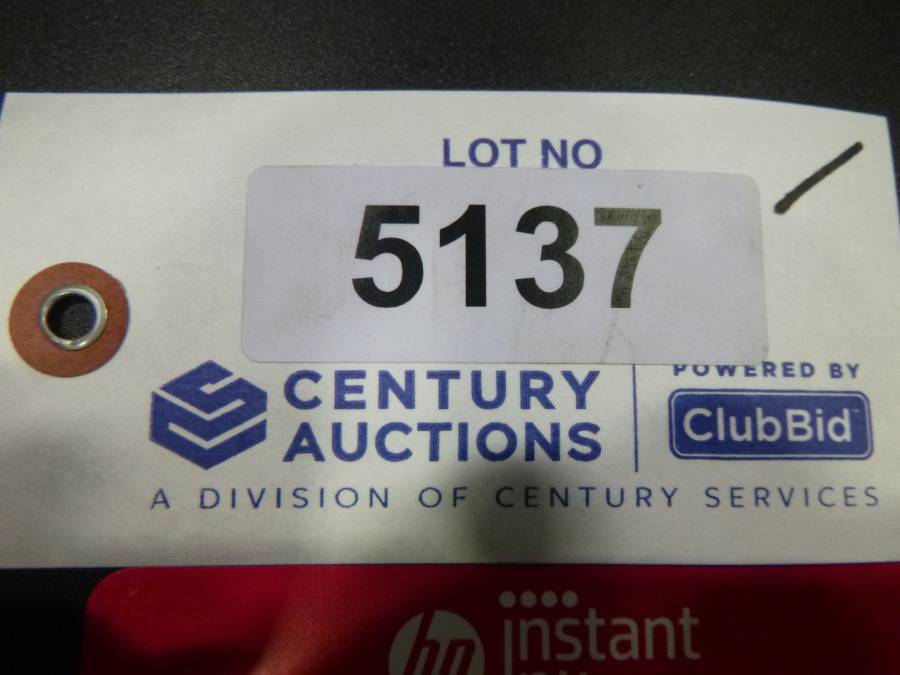 LOT NO
5137
CENTURY
AUCTIONS
POWERED BY
ClubBid
A DIVISION OF CENTURY SERVICES
hp
instant